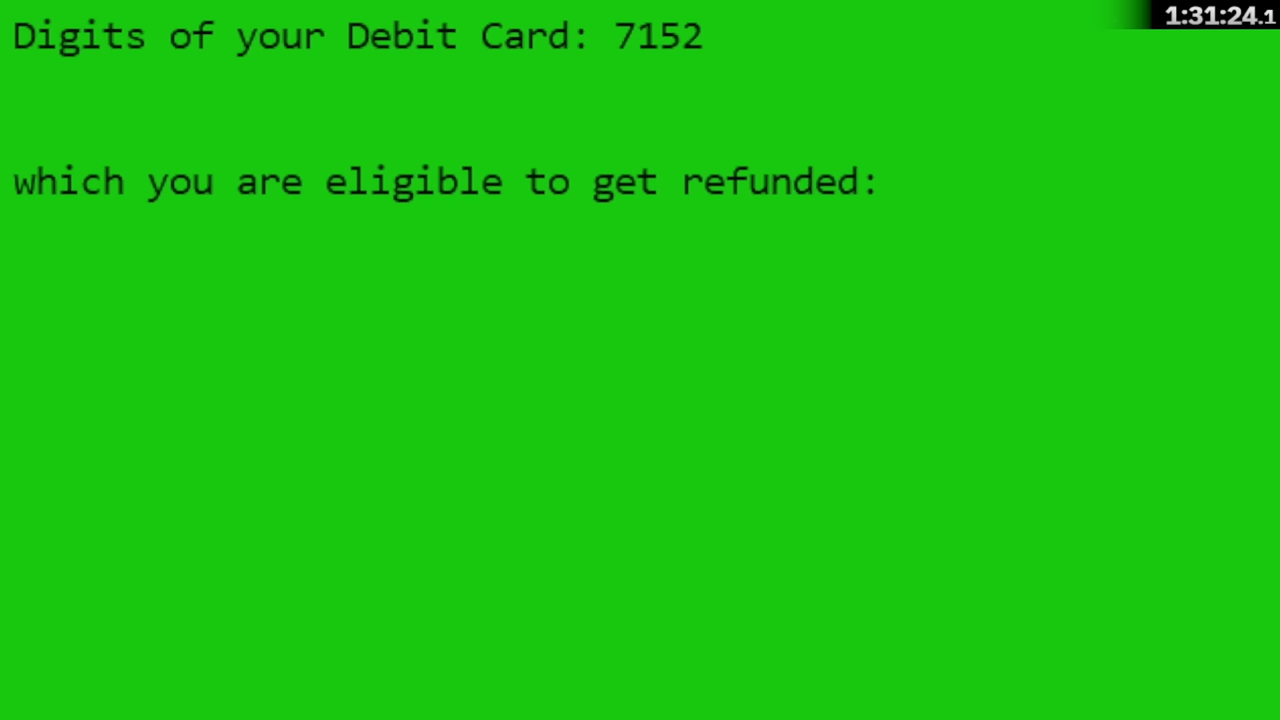 1:31:24.1
Digits of your Debit Card: 7152
which you are eligible to get refunded: